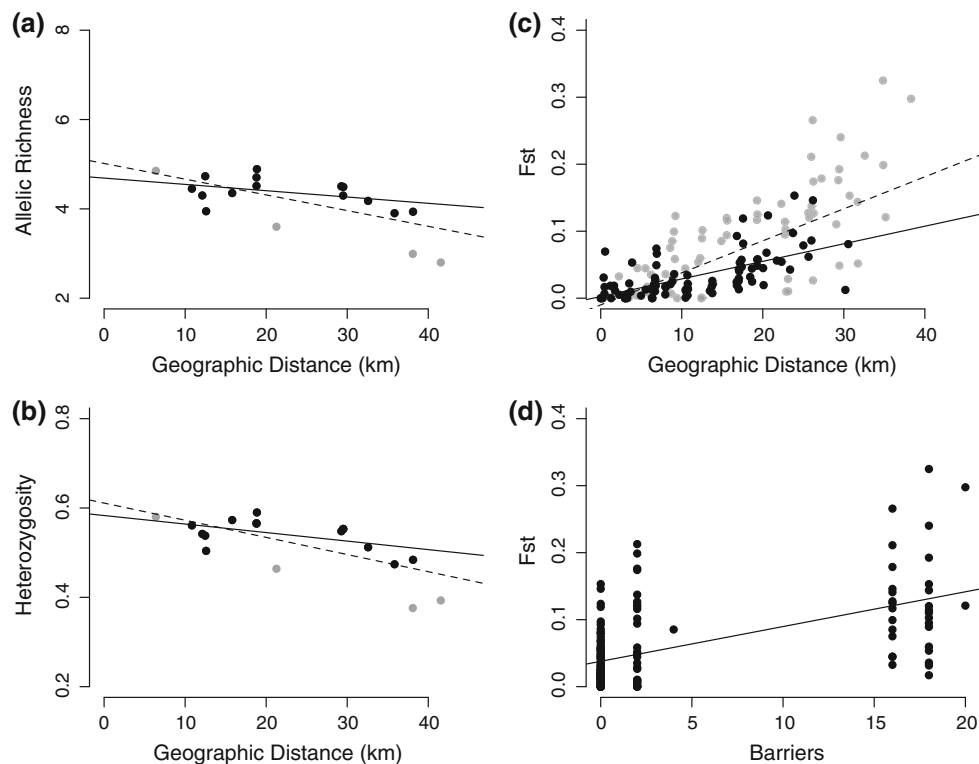 (a)
8
6
4
2
Allelic Richness
0 10 20 30 40
Geographic Distance (km)
(c)
0.4
0.3
0.2
0.1
0.0
Fst
0 10 20 30 40
Geographic Distance (km)
(b)
0.8
0.6
0.4
0.2
Heterozygosity
0 10 20 30 40
Geographic Distance (km)
(d)
0.4
0.3
0.2
0.1
0.0
Fst
0 5 10 15 20
Barriers